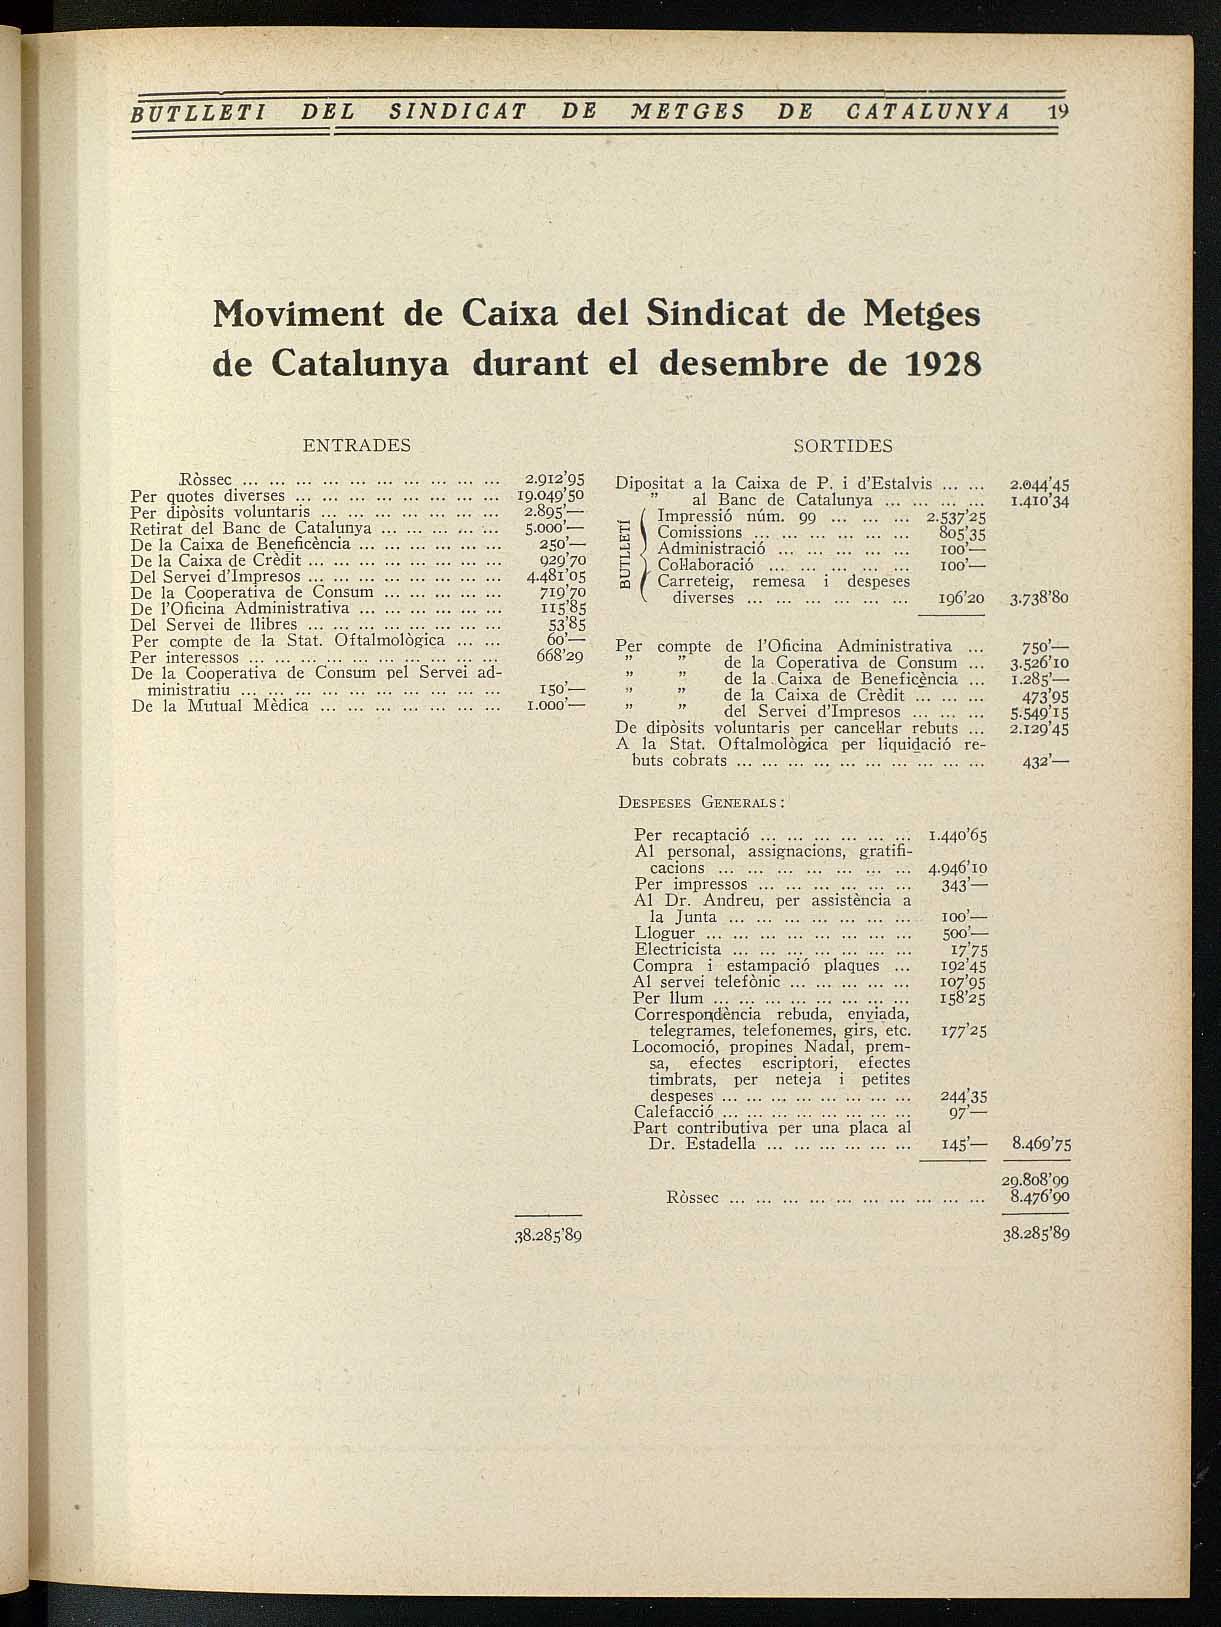 BUTLLETI DEL SINDICAT DE METGES DE CATALUNYA 19
Moviment de Caixa del Sindicat de Metges
de Catalunya durant el desembre de 1928
ENTRADES
Ròssec ... ... ... ... ... ... ... ... ... ... 2.912'95
Per quotes diverses ... ... ... ... ... ... ... ... 19.049'50
Per dipòsits voluntaris ... ... ... ... ... ... ... 2.895'—
Retirat del Banc de Catalunya ... ... ... ... ... 5.000'—
De la Caixa de Beneficència ... ... ... ... ... ... 250'—
De la Caixa de Crèdit ... ... ... ... ... ... ... ... 929'70
Del Servei d'Impresos ... ... ... ... ... ... ... ... 4.481'05
De la Cooperativa de Consum ... ... ... ... ... 719'70
De l'Oficina Administrativa ... ... ... ... ... ... 115'85
Del Servei de llibres ... ... ... ... ... ... ... ... 53'85
Per compte de la Stat. Oftalmològica ... ... 60'—
Per interessos ... ... ... ... ... ... ... ... ... ... 668'29
De la Cooperativa de Consum pel Servei ad-
ministratiu ... ... ... ... ... ... ... ... ... ... 150'—
De la Mutual Mèdica ... ... ... ... ... ... ... 1.000'—
38.285'89
SORTIDES
Dipositat a la Caixa de P. i d'Estalvis ... ... 2.044'45
" al Banc de Catalunya ... ... ... ... 1.410'34
BUTLLETÍ
Impressió núm. 99 ... ... ... 2.537'25
Comissions ... ... ... ... ... ... 805'35
Administració ... ... ... ... ... 100'—
Col·laboració ... ... ... ... ... 100'—
Carreteig, remesa i despeses
diverses ... ... ... ... ... ... 196'20 3.738'80
Per compte de l'Oficina Administrativa ... 750'—
" " de la Coperativa de Consum ... 3.526'10
" " de la Caixa de Beneficència ... 1.285'—
" " de la Caixa de Crèdit ... ... ... 473'95
" " del Servei d'Impresos ... ... ... 5.549'15
De dipòsits voluntaris per cancel·lar rebuts ... 2.129'45
A la Stat. Oftalmològica per liquidació re-
buts cobrats ... ... ... ... ... ... ... ... ... ... 432'—
DESPESES GENERALS:
Per recaptació ... ... ... ... ... ... 1.440'65
Al personal, assignacions, gratifi-
cacions ... ... ... ... ... ... ... 4.946'10
Per impressos ... ... ... ... ... ... 343'—
Al Dr. Andreu, per assistència a
la Junta ... ... ... ... ... ... ... 100'—
Lloguer ... ... ... ... ... ... ... ... 500'—
Electricista ... ... ... ... ... ... ... 17'75
Compra i estampació plaques ... 192'45
Al servei telefònic ... ... ... ... ... 107'95
Per llum ... ... ... ... ... ... ... ... 158'25
Correspondència rebuda, enviada,
telegrames, telefonemes, girs, etc. 177'25
Locomoció, propines Nadal, prem-
sa, efectes escriptori, efectes
timbrats, per neteja i petites
despeses ... ... ... ... ... ... ... ... 244'35
Calefacció ... ... ... ... ... ... ... ... 97'—
Part contributiva per una placa al
Dr. Estadella ... ... ... ... ... ... 145'— 8.469'75
29.808'99
Ròssec ... ... ... ... ... ... ... ... ... ... 8.476'90
38.285'89